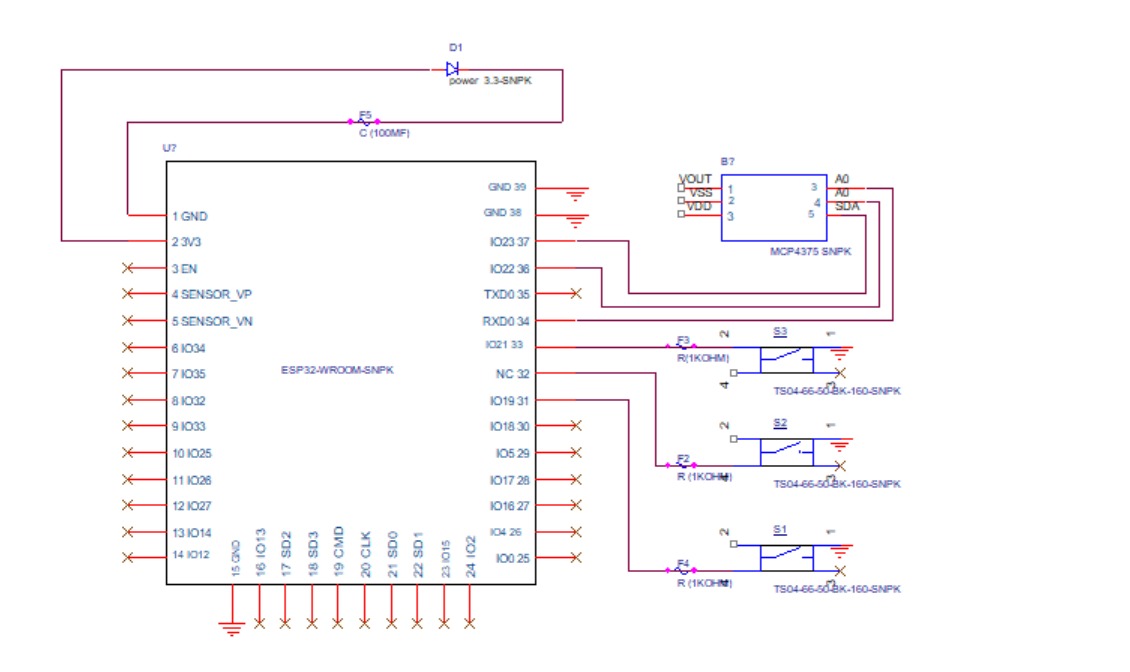 D1
power 3.3-SNPK
F5
C (100MF)
U?
B?
VOUT
VSS
VDD
1
2
3
3
4
5
A0
A0
SDA
MCP4375 SNPK
1 GND
2 3V3
3 EN
4 SENSOR_VP
5 SENSOR_VN
6 IO34
7 IO35
8 IO32
9 IO33
10 IO25
11 IO26
12 IO27
13 IO14
14 IO12
ESP32-WROOM-SNPK
GND 39
GND 38
IO23 37
IO22 36
TXD0 35
RXD0 34
IO21 33
NC 32
IO19 31
IO18 30
IO5 29
IO17 28
IO16 27
IO4 26
IO0 25
15 GND
16 IO13
17 SD2
18 SD3
19 CMD
20 CLK
21 SD0
22 SD1
23 IO15
24 IO2
F3
R(1KOHM)
2
S3
1
4
3
TS04-66-50-BK-160-SNPK
2
S2
1
F2
R (1KOHM)
4
3
TS04-66-50-BK-160-SNPK
2
S1
1
F4
R (1KOHM)
4
3
TS04-66-50-BK-160-SNPK